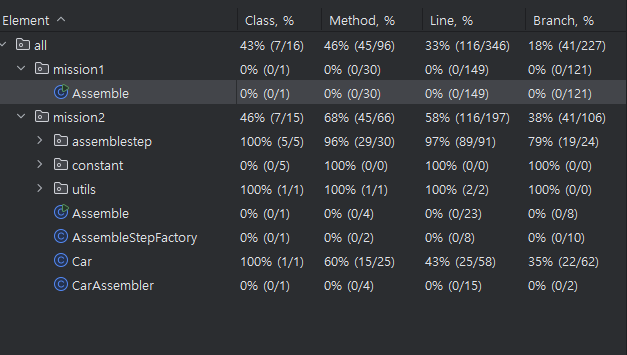 Element Class, % Method, % Line, % Branch, %
all 43% (7/16) 46% (45/96) 33% (116/346) 18% (41/227)
mission1 0% (0/1) 0% (0/30) 0% (0/149) 0% (0/121)
Assemble 0% (0/1) 0% (0/30) 0% (0/149) 0% (0/121)
mission2 46% (7/15) 68% (45/66) 58% (116/197) 38% (41/106)
assemblestep 100% (5/5) 96% (29/30) 97% (89/91) 79% (19/24)
constant 0% (0/5) 100% (0/0) 100% (0/0) 100% (0/0)
utils 100% (1/1) 100% (1/1) 100% (2/2) 100% (0/0)
Assemble 0% (0/1) 0% (0/4) 0% (0/23) 0% (0/8)
AssembleStepFactory 0% (0/1) 0% (0/2) 0% (0/8) 0% (0/10)
Car 100% (1/1) 60% (15/25) 43% (25/58) 35% (22/62)
CarAssembler 0% (0/1) 0% (0/4) 0% (0/15) 0% (0/2)